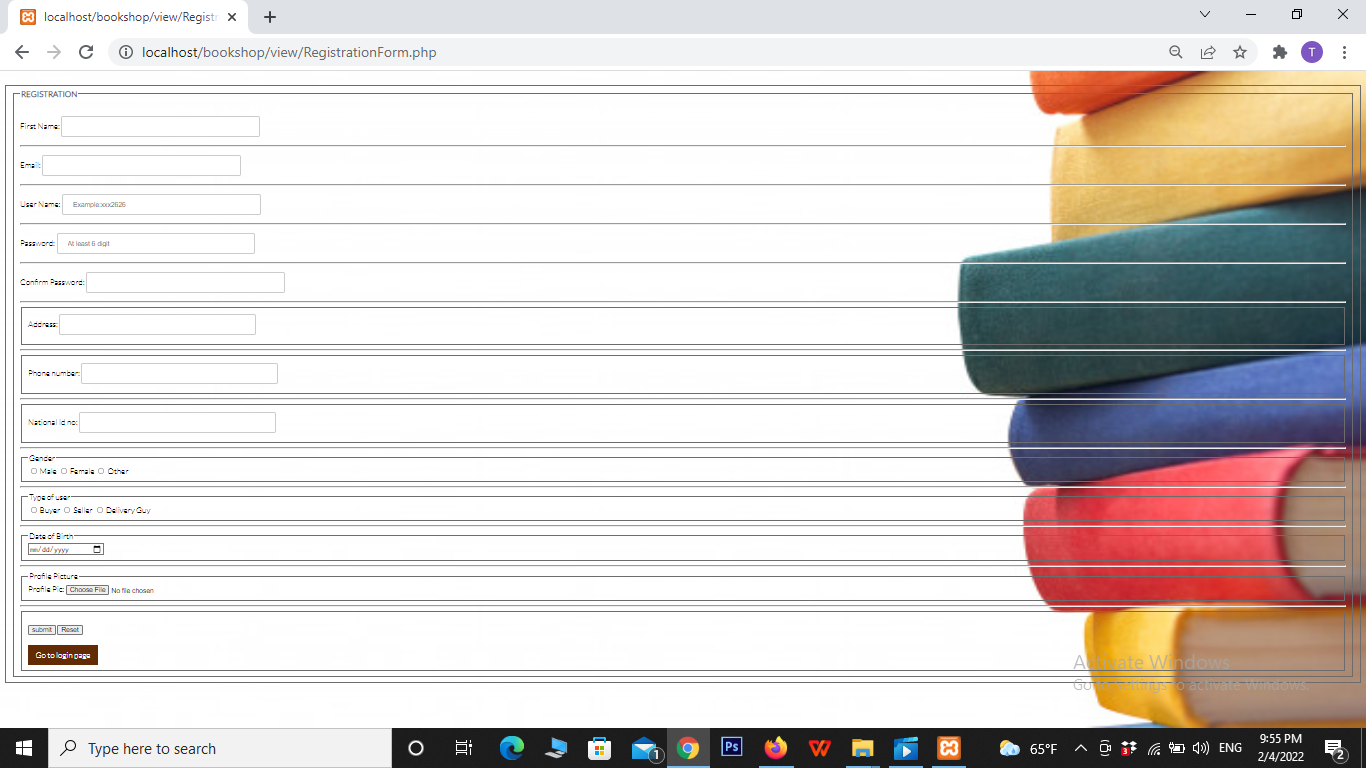 localhost/bookshop/view/Registr
localhost/bookshop/view/RegistrationForm.php
T
REGISTRATION
First Name:
Email:
User Name: Example:xxx2626
Password: At least 6 digit
Confirm Password:
Address:
Phone number:
National Id no:
Gender
Male Female Other
Type of user
Buyer Seller Delivery Guy
Date of Birth
mm/dd/yyyy
Profile Picture
Profile Pic: Choose File No file chosen
submit Reset
Go to login page
Activate Windows
Go to Settings to activate Windows.
Type here to search
1
Ps
3
65°F
ENG
9:55 PM
2/4/2022
2